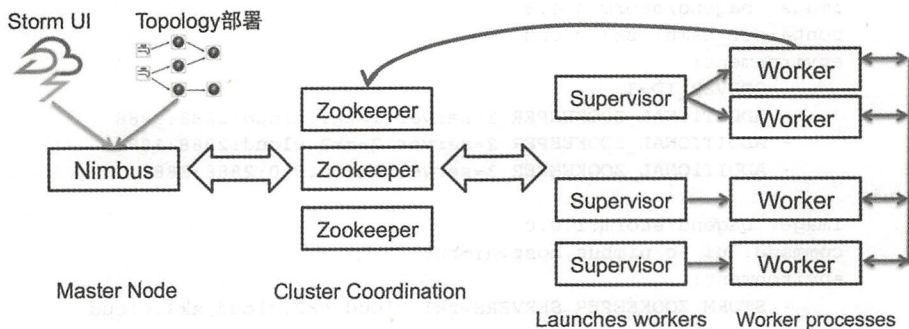 Storm UI
Topology部署
Nimbus
Zookeeper
Zookeeper
Zookeeper
Supervisor
Supervisor
Supervisor
Worker
Worker
Worker
Worker
Master Node
Cluster Coordination
Launches workers
Worker processes